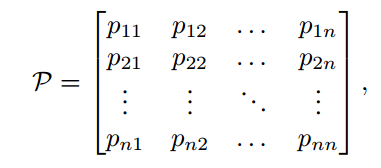 p₁₁ p₁₂ … p₁ₙ
p₂₁ p₂₂ … p₂ₙ
𝒫 = ⋮ ⋮ ⋱ ⋮ ,
pₙ₁ pₙ₂ … pₙₙ